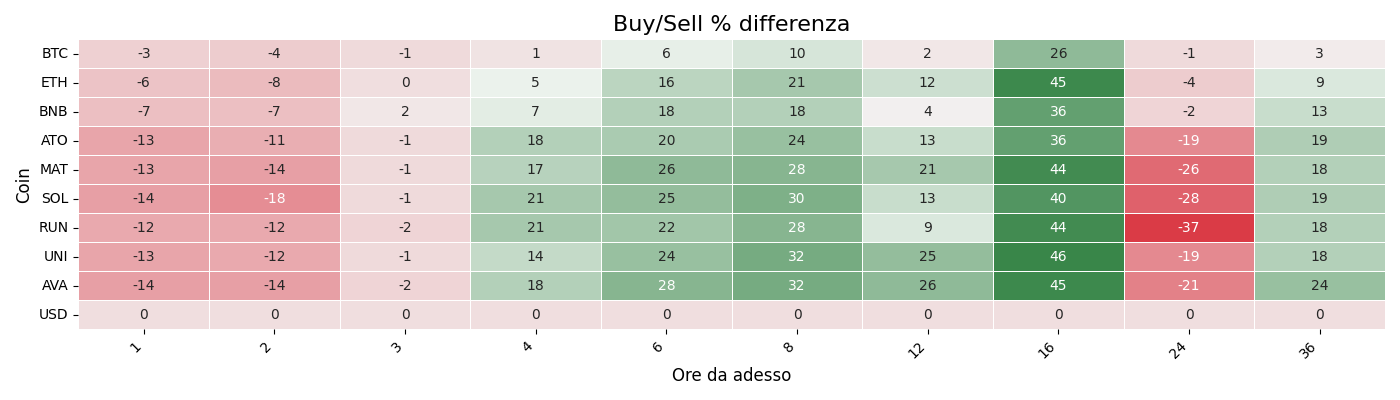 Buy/Sell % differenza
Coin
BTC -3 -4 -1 1 6 10 2 26 -1 3
ETH -6 -8 0 5 16 21 12 45 -4 9
BNB -7 -7 2 7 18 18 4 36 -2 13
ATO -13 -11 -1 18 20 24 13 36 -19 19
MAT -13 -14 -1 17 26 28 21 44 -26 18
SOL -14 -18 -1 21 25 30 13 40 -28 19
RUN -12 -12 -2 21 22 28 9 44 -37 18
UNI -13 -12 -1 14 24 32 25 46 -19 18
AVA -14 -14 -2 18 28 32 26 45 -21 24
USD 0 0 0 0 0 0 0 0 0 0
1 2 3 4 6 8 12 16 24 36
Ore da adesso